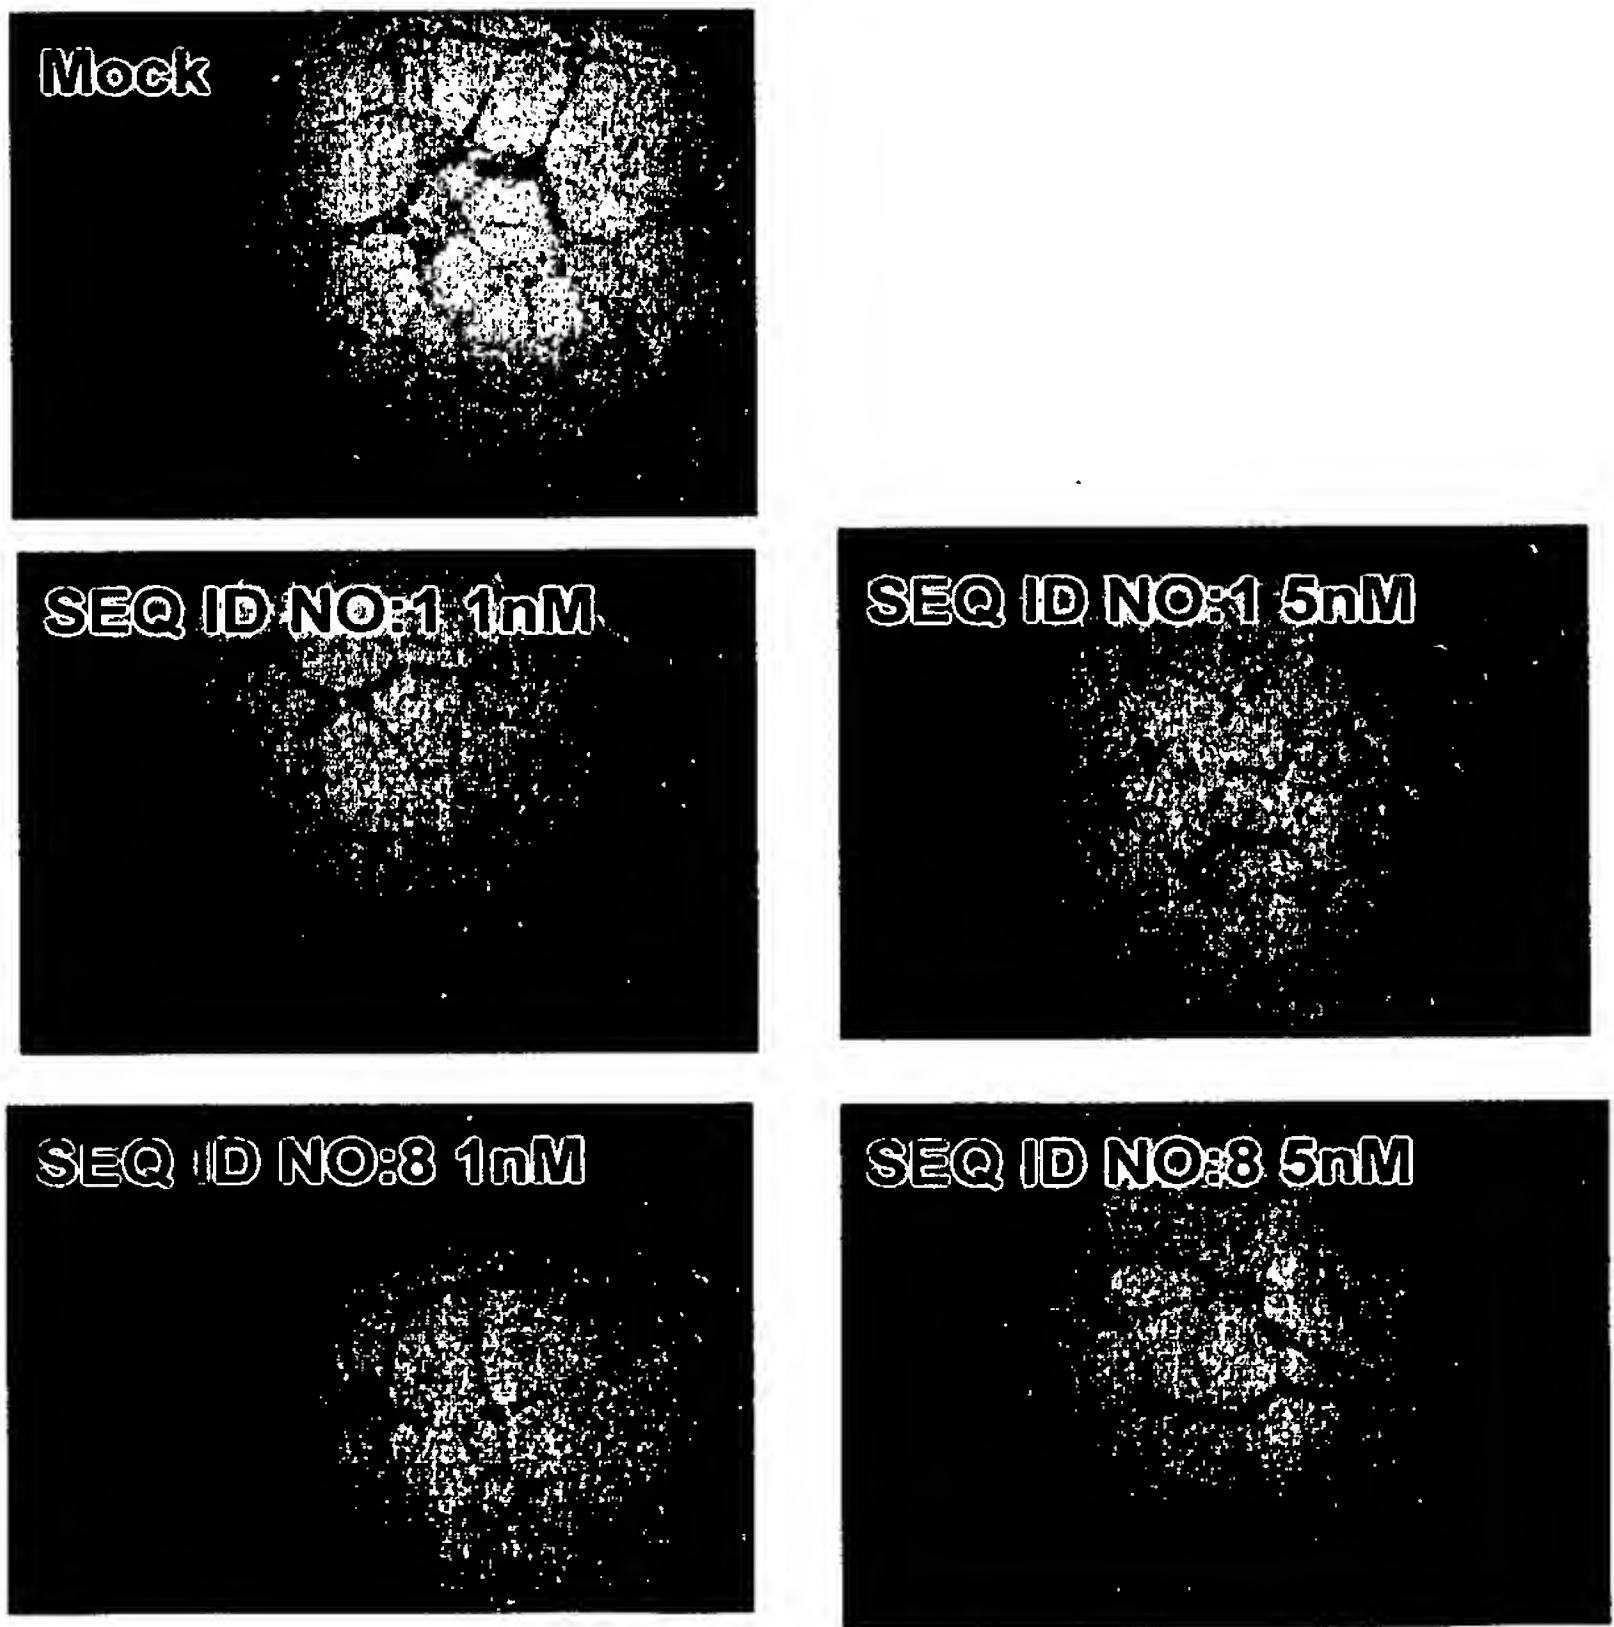 Mock
SEQ ID NO:1 1nM
SEQ ID NO:1 5nM
SEQ ID NO:8 1nM
SEQ ID NO:8 5nM